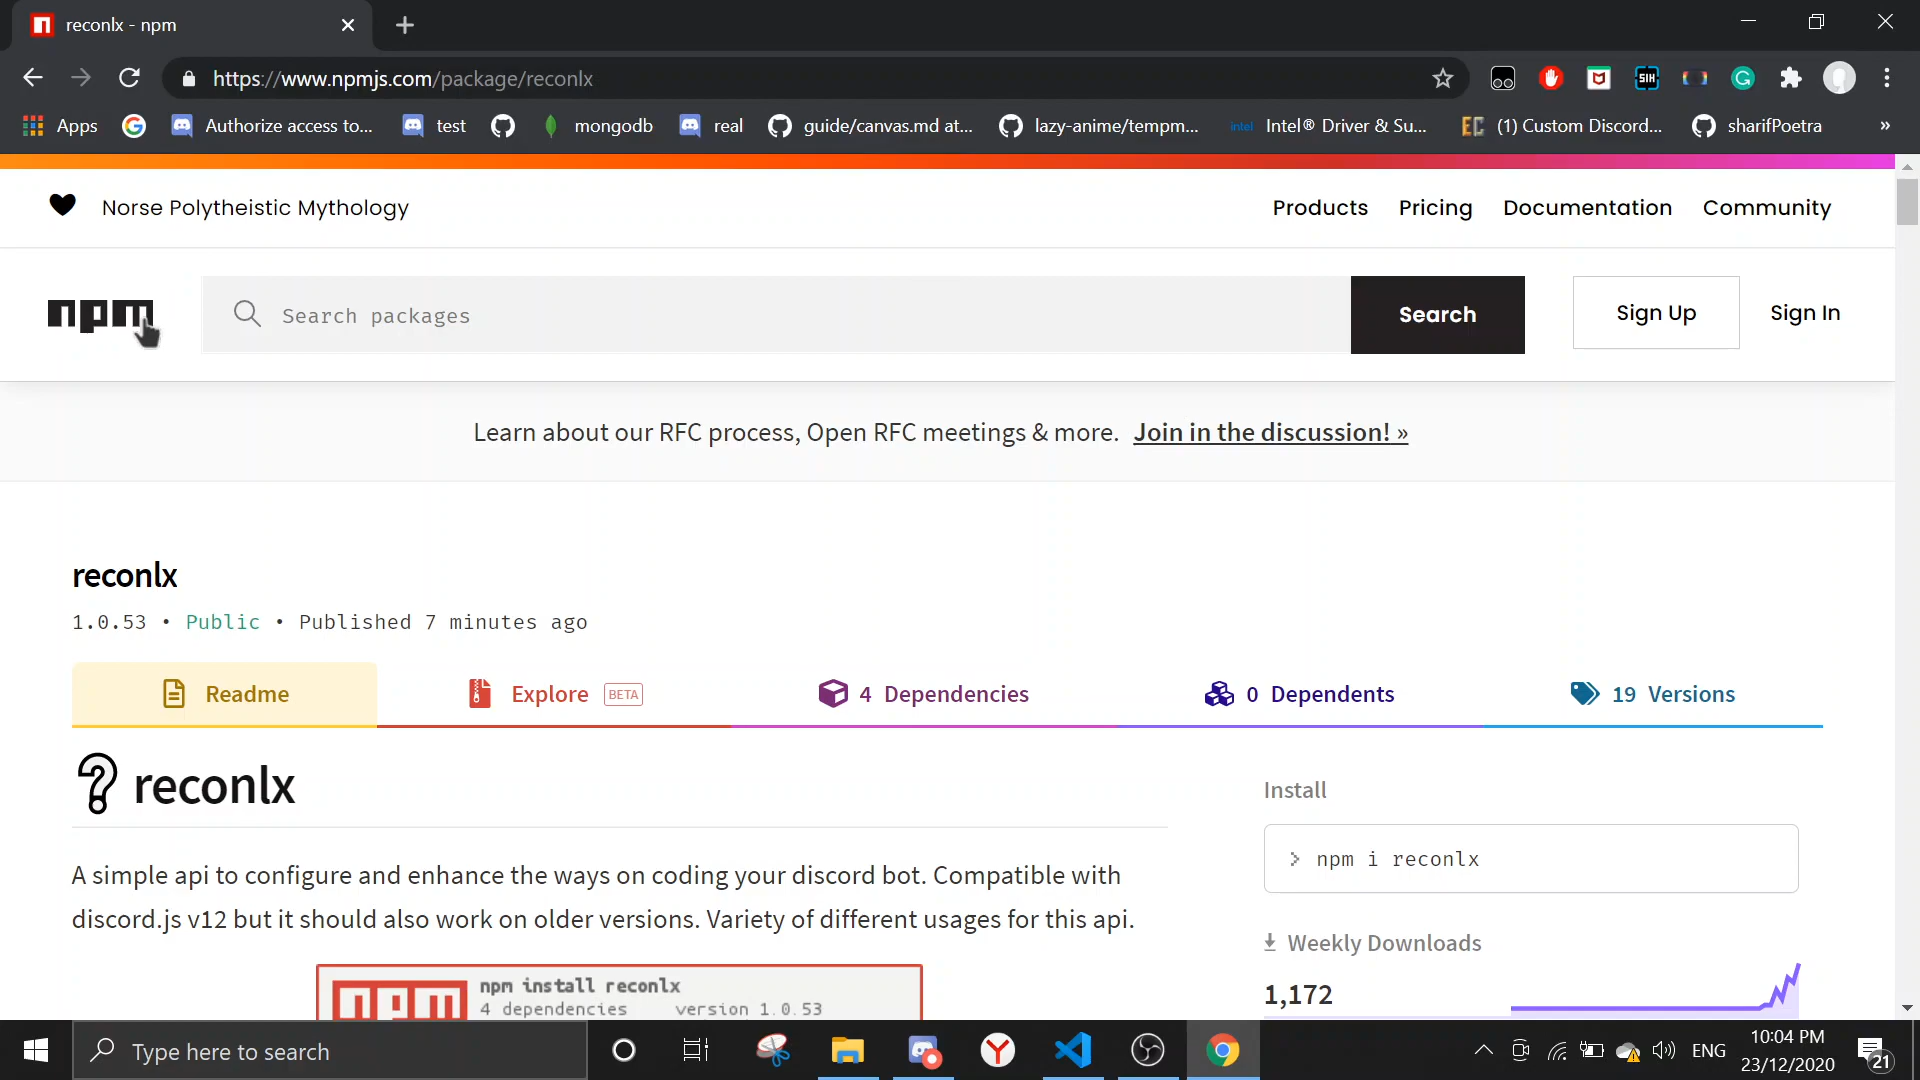 reconlx - npm
https://www.npmjs.com/package/reconlx
SIH
Apps
Authorize access to...
test
mongodb
real
guide/canvas.md at...
lazy-anime/tempm...
intel Intel® Driver & Su...
EC (1) Custom Discord...
sharifPoetra
»
Norse Polytheistic Mythology
Products Pricing Documentation Community
npm
Search packages
Search
Sign Up
Sign In
Learn about our RFC process, Open RFC meetings & more. Join in the discussion! »
reconlx
1.0.53 • Public • Published 7 minutes ago
Readme
Explore BETA
4 Dependencies
0 Dependents
19 Versions
reconlx
Install
A simple api to configure and enhance the ways on coding your discord bot. Compatible with
discord.js v12 but it should also work on older versions. Variety of different usages for this api.
> npm i reconlx
Weekly Downloads
1,172
npm
npm install reconlx
4 dependencies version 1.0.53
Type here to search
ENG
10:04 PM
23/12/2020
21